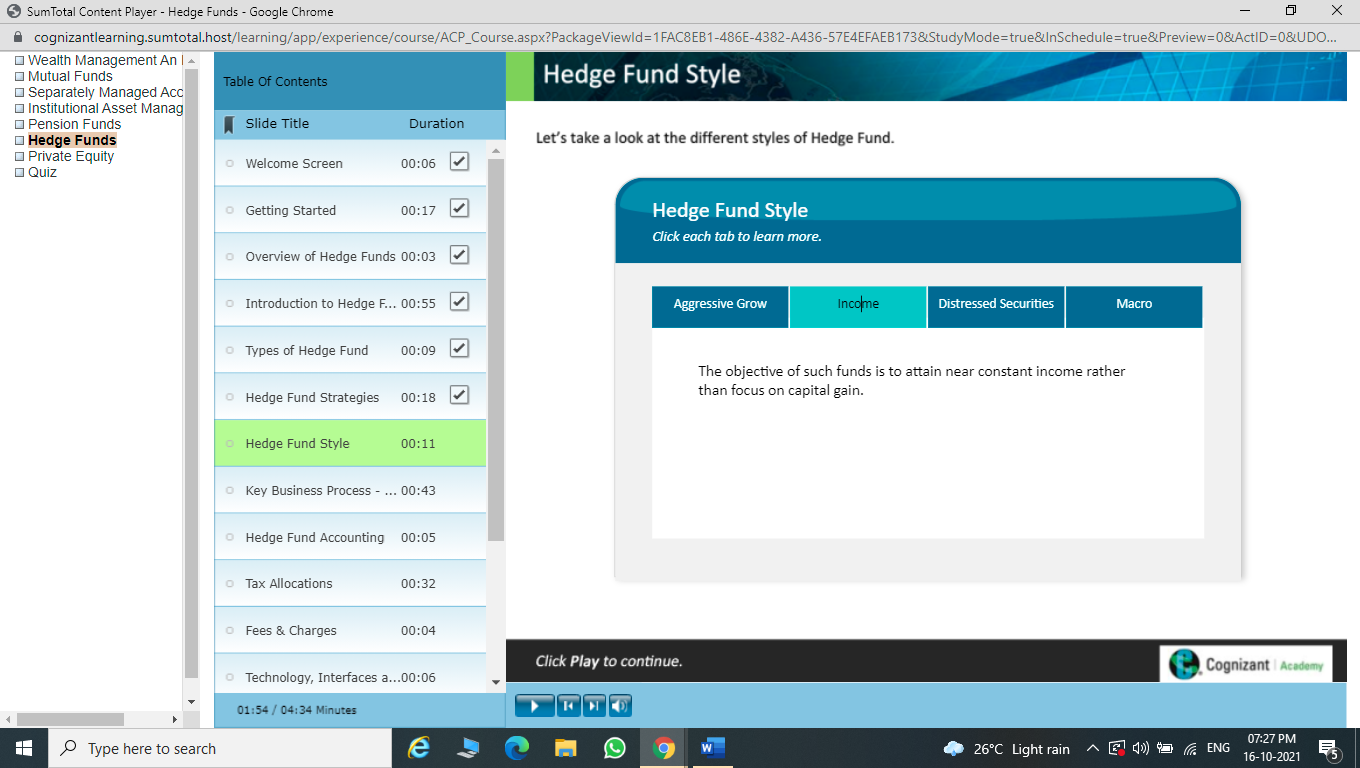 SumTotal Content Player - Hedge Funds - Google Chrome
cognizantlearning.sumtotal.host/learning/app/experience/course/ACP_Course.aspx?PackageViewId=1FAC8EB1-486E-4382-A436-57E4EFAEB173&StudyMode=true&InSchedule=true&Preview=0&ActID=0&UDO...
Wealth Management An
Mutual Funds
Separately Managed Acc
Institutional Asset Manag
Pension Funds
Hedge Funds
Private Equity
Quiz
Table Of Contents
Slide Title Duration
Welcome Screen 00:06
Getting Started 00:17
Overview of Hedge Funds 00:03
Introduction to Hedge F... 00:55
Types of Hedge Fund 00:09
Hedge Fund Strategies 00:18
Hedge Fund Style 00:11
Key Business Process - ... 00:43
Hedge Fund Accounting 00:05
Tax Allocations 00:32
Fees & Charges 00:04
Technology, Interfaces a...00:06
01:54 / 04:34 Minutes
Hedge Fund Style
Let's take a look at the different styles of Hedge Fund.
Hedge Fund Style
Click each tab to learn more.
Aggressive Grow Income Distressed Securities Macro
The objective of such funds is to attain near constant income rather
than focus on capital gain.
Click Play to continue.
Cognizant | Academy
Type here to search
26°C Light rain
ENG
07:27 PM
16-10-2021
5